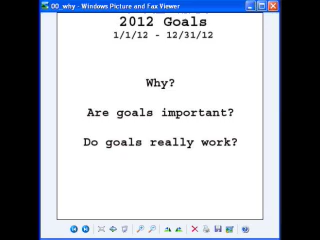 00_why - Windows Picture and Fax Viewer
2012 Goals
1/1/12 - 12/31/12
Why?
Are goals important?
Do goals really work?